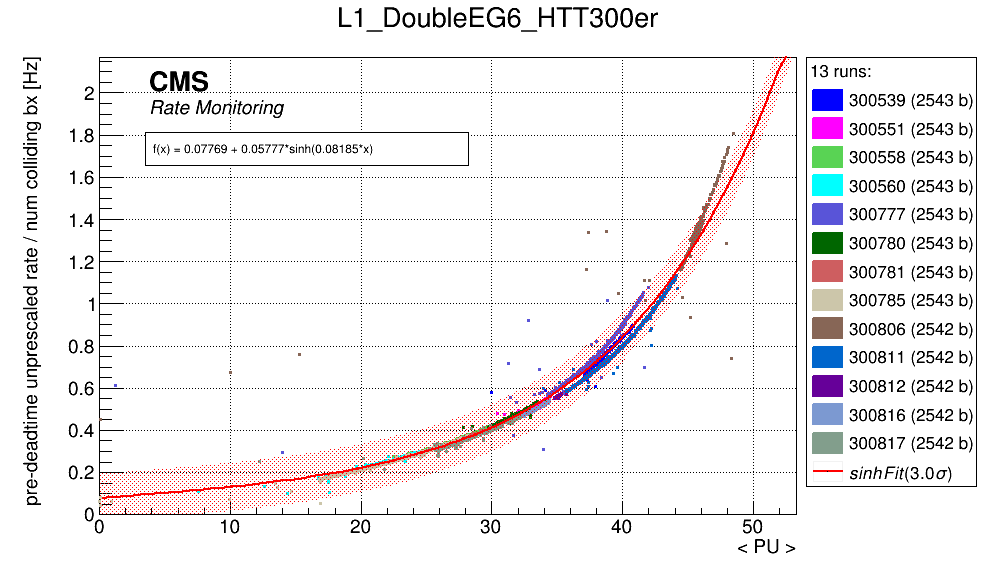 L1_DoubleEG6_HTT300er
pre-deadtime unprescaled rate / num colliding bx [Hz]
CMS
Rate Monitoring
f(x) = 0.07769 + 0.05777*sinh(0.08185*x)
2
1.8
1.6
1.4
1.2
1
0.8
0.6
0.4
0.2
0
0 10 20 30 40 50
< PU >
13 runs:
300539 (2543 b)
300551 (2543 b)
300558 (2543 b)
300560 (2543 b)
300777 (2543 b)
300780 (2543 b)
300781 (2543 b)
300785 (2543 b)
300806 (2542 b)
300811 (2542 b)
300812 (2542 b)
300816 (2542 b)
300817 (2542 b)
sinhFit(3.0σ)